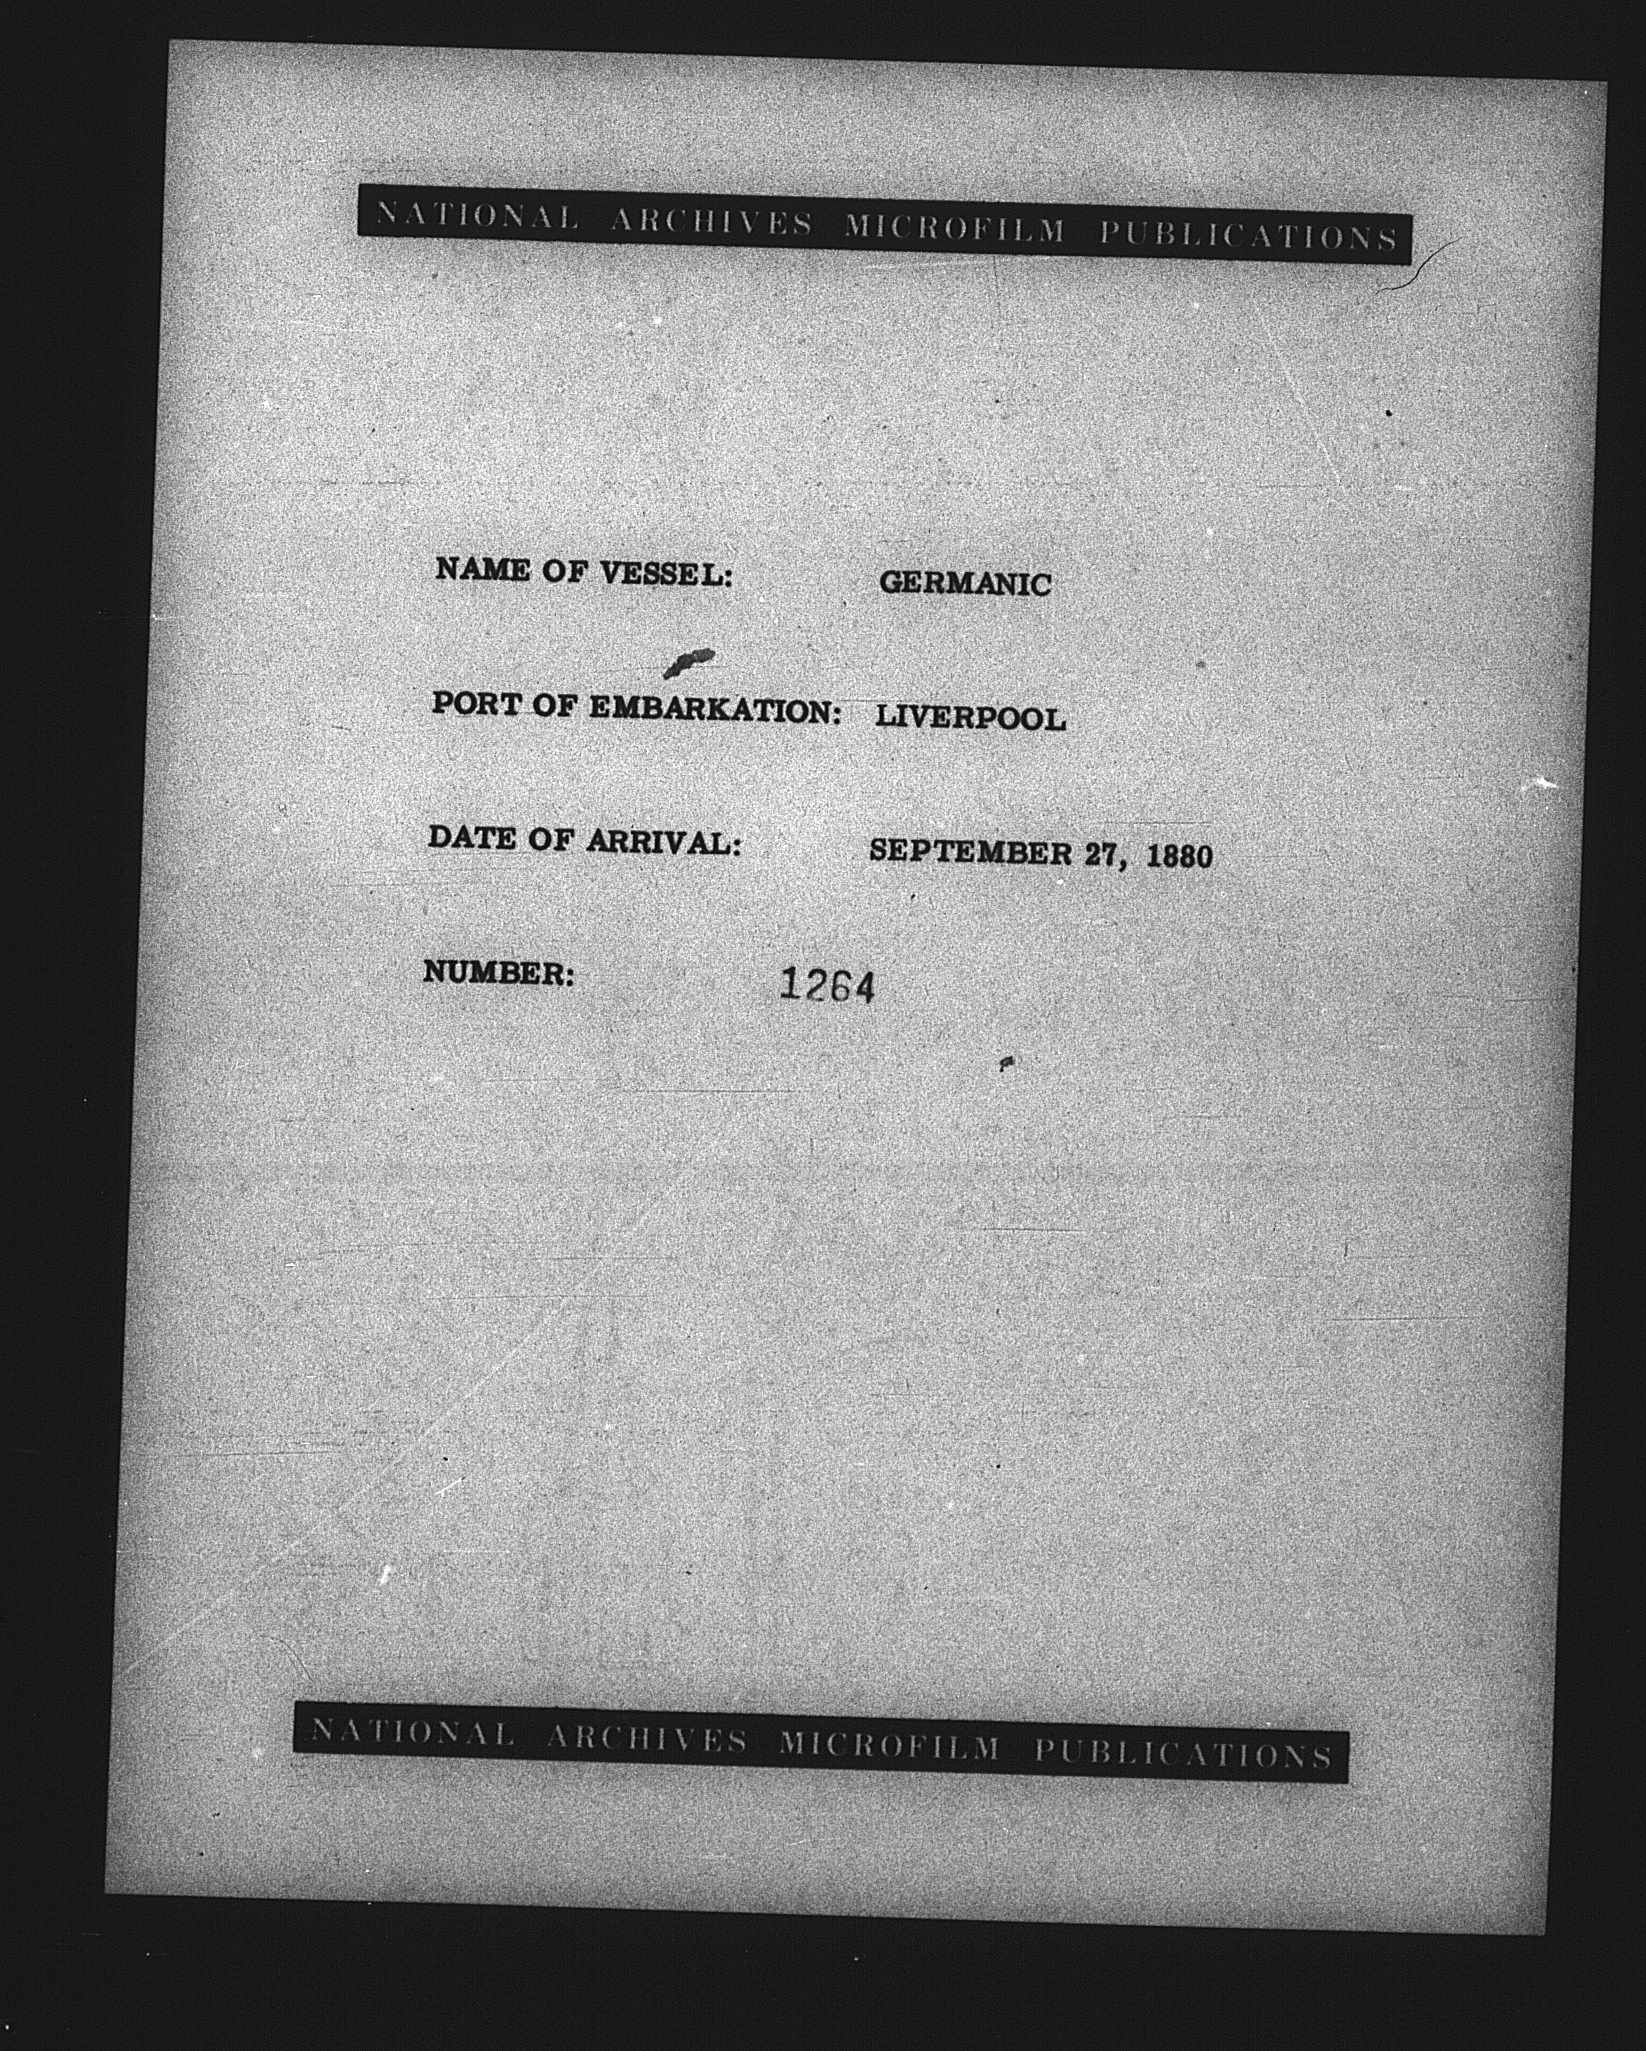 NATIONAL ARCHIVES MICROFILM PUBLICATIONS
NAME OF VESSEL: GERMANIC
PORT OF EMBARKATION: LIVERPOOL
DATE OF ARRIVAL: SEPTEMBER 27, 1880
NUMBER: 1264
NATIONAL ARCHIVES MICROFILM PUBLICATIONS